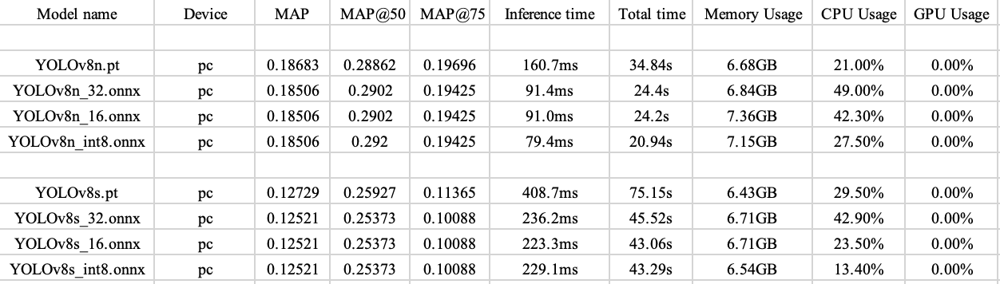 Model name Device MAP MAP@50 MAP@75 Inference time Total time Memory Usage CPU Usage GPU Usage
YOLOv8n.pt pc 0.18683 0.28862 0.19696 160.7ms 34.84s 6.68GB 21.00% 0.00%
YOLOv8n_32.onnx pc 0.18506 0.2902 0.19425 91.4ms 24.4s 6.84GB 49.00% 0.00%
YOLOv8n_16.onnx pc 0.18506 0.2902 0.19425 91.0ms 24.2s 7.36GB 42.30% 0.00%
YOLOv8n_int8.onnx pc 0.18506 0.292 0.19425 79.4ms 20.94s 7.15GB 27.50% 0.00%
YOLOv8s.pt pc 0.12729 0.25927 0.11365 408.7ms 75.15s 6.43GB 29.50% 0.00%
YOLOv8s_32.onnx pc 0.12521 0.25373 0.10088 236.2ms 45.52s 6.71GB 42.90% 0.00%
YOLOv8s_16.onnx pc 0.12521 0.25373 0.10088 223.3ms 43.06s 6.71GB 23.50% 0.00%
YOLOv8s_int8.onnx pc 0.12521 0.25373 0.10088 229.1ms 43.29s 6.54GB 13.40% 0.00%